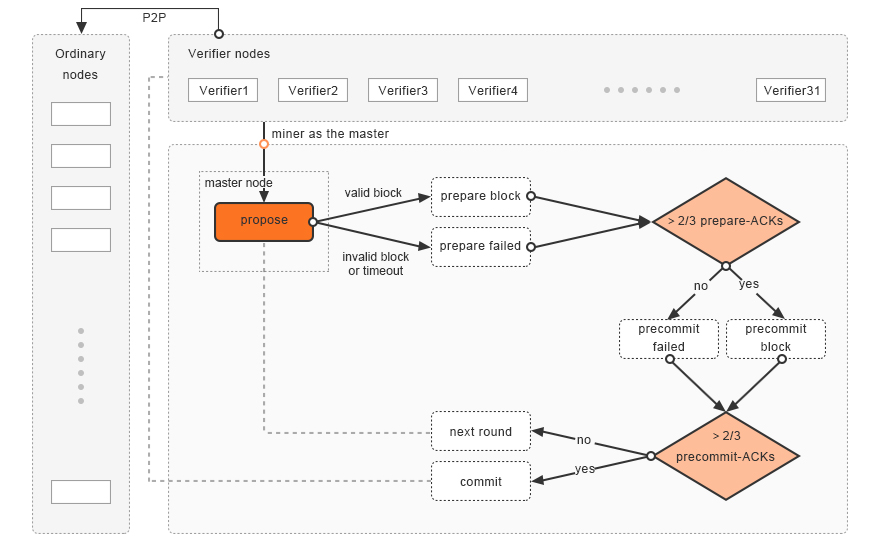 P2P
Ordinary
nodes
Verifier nodes
Verifier1
Verifier2
Verifier3
Verifier4
Verifier31
miner as the master
master node
propose
valid biock
invalid block
or timeout
prepare block
prepare failed
> 2/3 prepare-ACKs
no
yes
precommit
failed
precommit
block
> 2/3
precommit-ACKs
no
yes
next round
commit